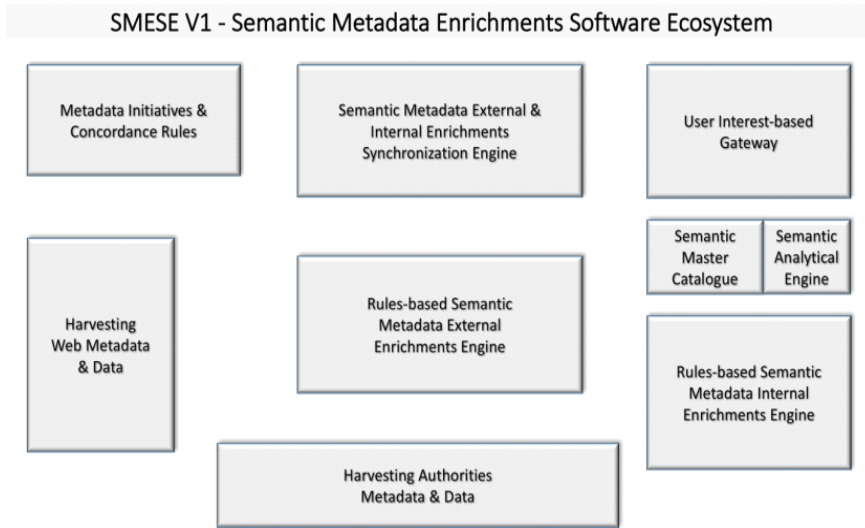 SMESE V1 - Semantic Metadata Enrichments Software Ecosystem
Metadata Initiatives &
Concordance Rules
Semantic Metadata External &
Internal Enrichments
Synchronization Engine
User Interest-based
Gateway
Semantic
Master
Catalogue
Semantic
Analytical
Engine
Harvesting
Web Metadata
& Data
Rules-based Semantic
Metadata External
Enrichments Engine
Rules-based Semantic
Metadata Internal
Enrichments Engine
Harvesting Authorities
Metadata & Data